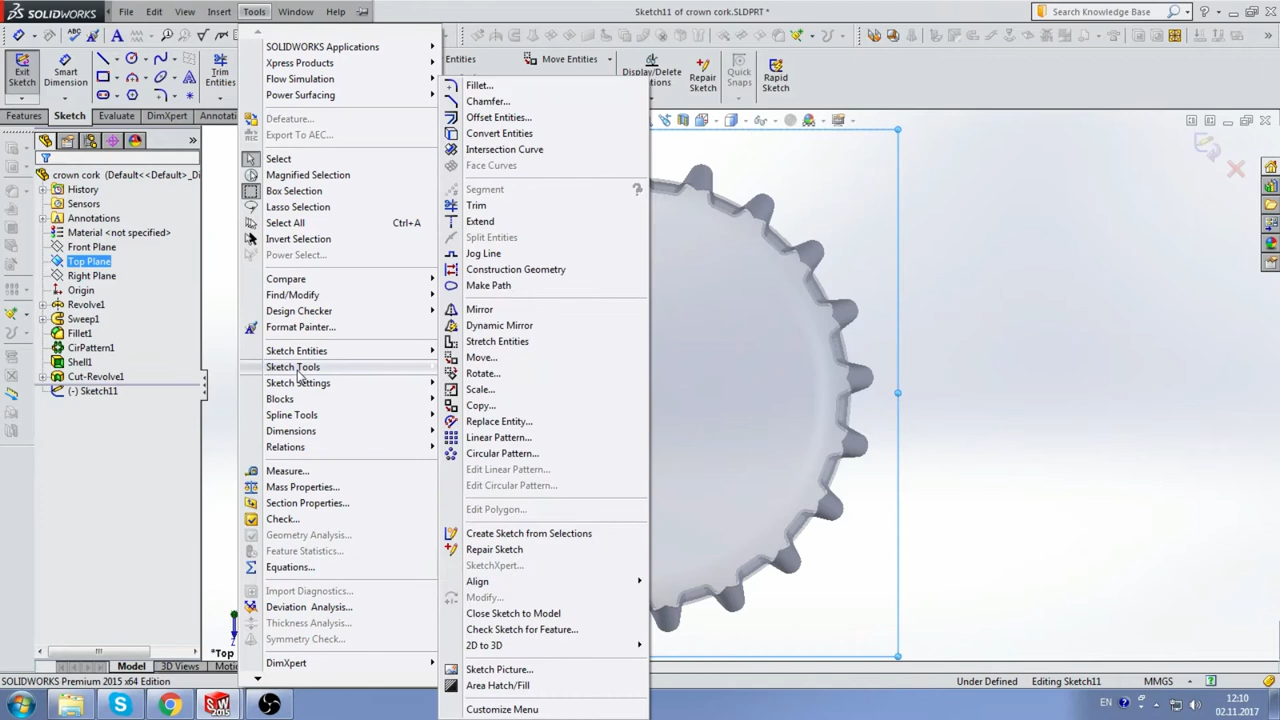 SOLIDWORKS File Edit View Insert Tools Window Help Sketch11 of crown cork.SLDPRT * Search Knowledge Base
Exit Sketch
Smart Dimension
Trim Entities
Entities
Move Entities
Display/Delete
Repair Sketch
Quick Snaps
Rapid Sketch
Features Sketch Evaluate DimXpert
crown cork (Default<<Default>_Di
History
Sensors
Annotations
Material <not specified>
Front Plane
Top Plane
Right Plane
Origin
Revolve1
Sweep1
Fillet1
CirPattern1
Shell1
Cut-Revolve1
(-) Sketch11
SOLIDWORKS Applications
Xpress Products
Flow Simulation
Power Surfacing
Defeature...
Export To AEC...
Select
Magnified Selection
Box Selection
Lasso Selection
Select All Ctrl+A
Invert Selection
Power Select...
Compare
Find/Modify
Design Checker
Format Painter...
Sketch Entities
Sketch Tools
Sketch Settings
Blocks
Spline Tools
Dimensions
Relations
Measure...
Mass Properties...
Section Properties...
Check...
Geometry Analysis...
Feature Statistics...
Equations...
Import Diagnostics...
Deviation Analysis...
Thickness Analysis...
Symmetry Check...
DimXpert
Fillet...
Chamfer...
Offset Entities...
Convert Entities
Intersection Curve
Face Curves
Segment
Trim
Extend
Split Entities
Jog Line
Construction Geometry
Make Path
Mirror
Dynamic Mirror
Stretch Entities
Move...
Rotate...
Scale...
Copy...
Replace Entity...
Linear Pattern...
Circular Pattern...
Edit Linear Pattern...
Edit Circular Pattern...
Edit Polygon...
Create Sketch from Selections
Repair Sketch
SketchXpert...
Align
Modify...
Close Sketch to Model
Check Sketch for Feature...
2D to 3D
Sketch Picture...
Area Hatch/Fill
Customize Menu
*Top
Model 3D Views
SOLIDWORKS Premium 2015 x64 Edition Under Defined Editing Sketch11 MMGS
EN 12:10
02.11.2017